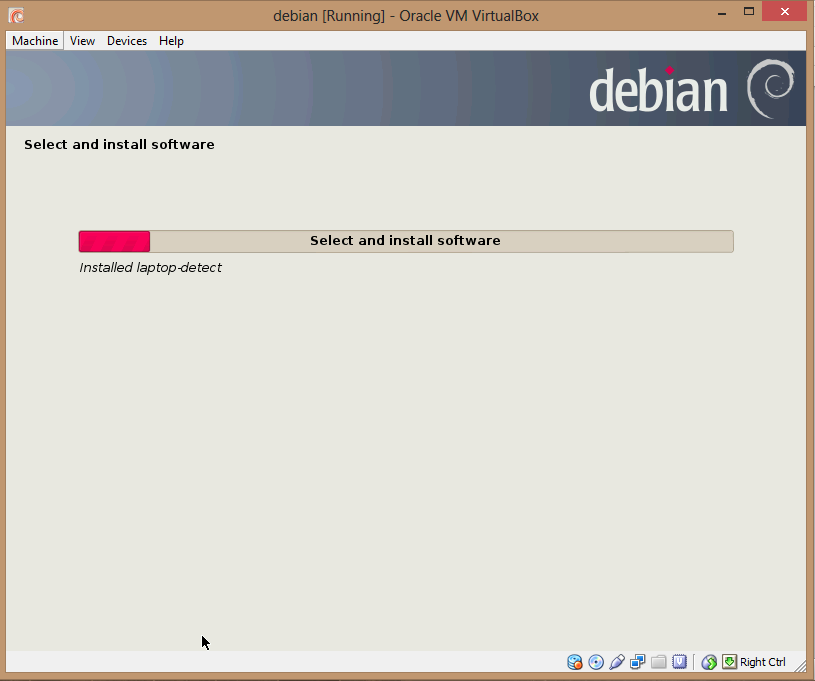 debian [Running] - Oracle VM VirtualBox
Machine View Devices Help
debian
Select and install software
Select and install software
Installed laptop-detect
Right Ctrl